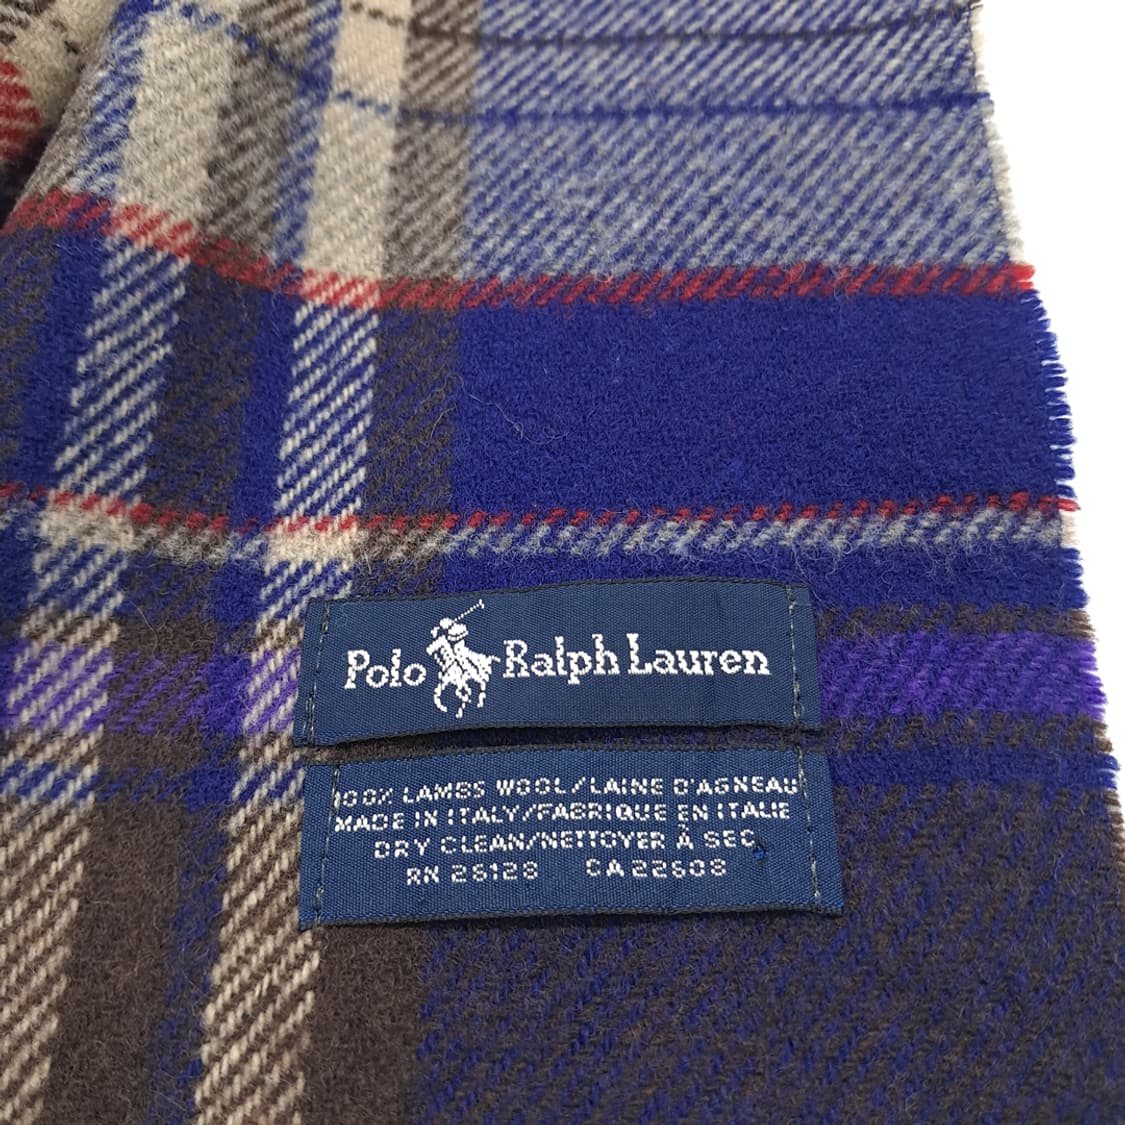 Polo Ralph Lauren
100% LAMBS WOOL/LAINE D'AGNEAU
MADE IN ITALY/FABRIQUE EN ITALIE
DRY CLEAN/NETTOYER À SEC
RN 26128 CA 22608